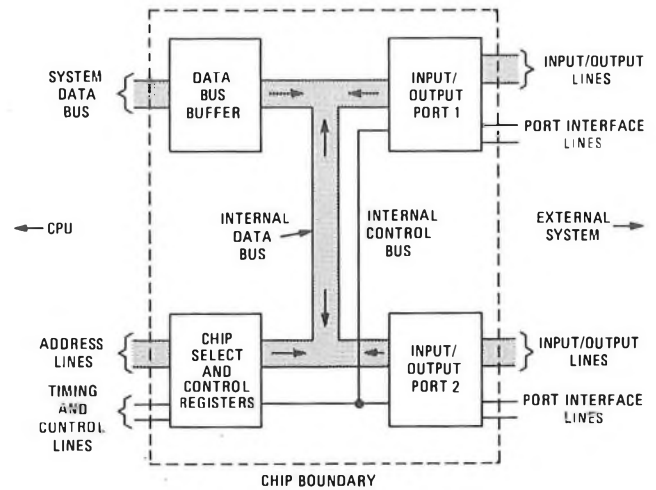 SYSTEM
DATA
BUS
DATA
BUS
BUFFER
INPUT/
OUTPUT
PORT 1
INPUT/OUTPUT
LINES
PORT INTERFACE
LINES
CPU
INTERNAL
DATA
BUS
INTERNAL
CONTROL
BUS
EXTERNAL
SYSTEM
ADDRESS
LINES
TIMING
AND
CONTROL
LINES
CHIP
SELECT
AND
CONTROL
REGISTERS
INPUT/
OUTPUT
PORT 2
INPUT/OUTPUT
LINES
PORT INTERFACE
LINES
CHIP BOUNDARY